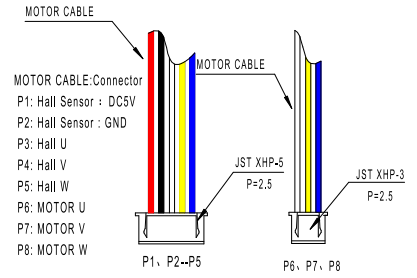 MOTOR CABLE
MOTOR CABLE
MOTOR CABLE:Connector
P1: Hall Sensor : DC5V
P2: Hall Sensor : GND
P3: Hall U
P4: Hall V
P5: Hall W
P6: MOTOR U
P7: MOTOR V
P8: MOTOR W
JST XHP-5
P=2.5
JST XHP-3
P=2.5
P1、P2--P5
P6、P7、P8